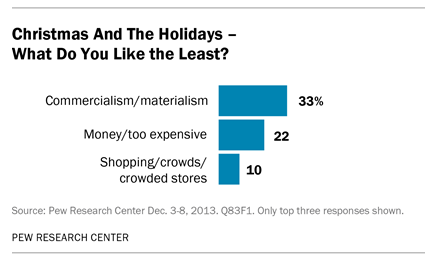 Christmas And The Holidays –
What Do You Like the Least?
Commercialism/materialism 33%
Money/too expensive 22
Shopping/crowds/
crowded stores 10
Source: Pew Research Center Dec. 3-8, 2013. Q83F1. Only top three responses shown.
PEW RESEARCH CENTER